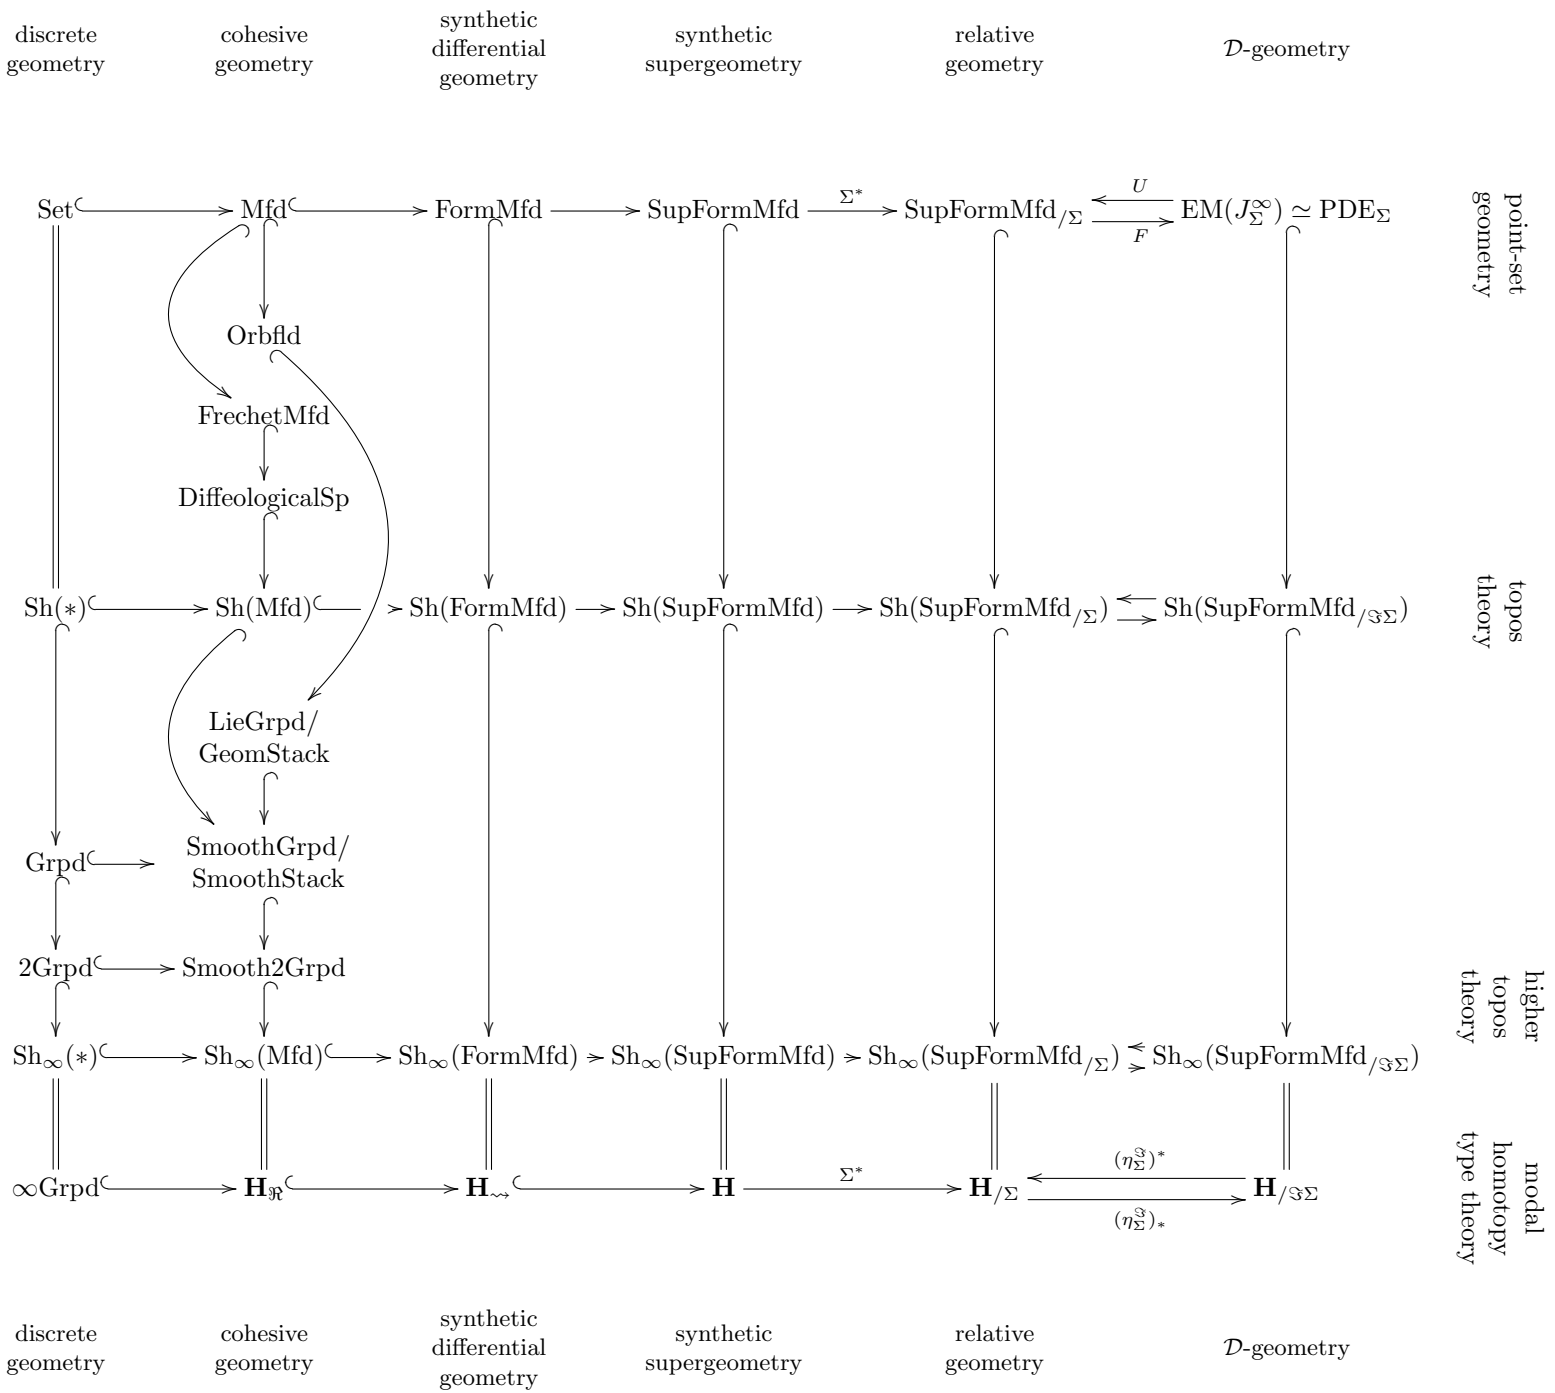 discrete
geometry
cohesive
geometry
synthetic
differential
geometry
synthetic
supergeometry
relative
geometry
𝒟-geometry
Set Mfd FormMfd SupFormMfd Σ* SupFormMfd/Σ U F EM(J∞Σ) ≃ PDEΣ
point-set
geometry
Orbfld
FrechetMfd
DiffeologicalSp
Sh(∗) Sh(Mfd) Sh(FormMfd) Sh(SupFormMfd) Sh(SupFormMfd/Σ) Sh(SupFormMfd/ℑΣ)
topos
theory
LieGrpd/
GeomStack
Grpd
SmoothGrpd/
SmoothStack
2Grpd Smooth2Grpd
Sh∞(∗) Sh∞(Mfd) Sh∞(FormMfd) Sh∞(SupFormMfd) Sh∞(SupFormMfd/Σ) Sh∞(SupFormMfd/ℑΣ)
higher
topos
theory
∞Grpd Hℜ H⇝ H Σ* H/Σ (ηℑΣ)* (ηℑΣ)∗ H/ℑΣ
modal
homotopy
type theory
discrete
geometry
cohesive
geometry
synthetic
differential
geometry
synthetic
supergeometry
relative
geometry
𝒟-geometry